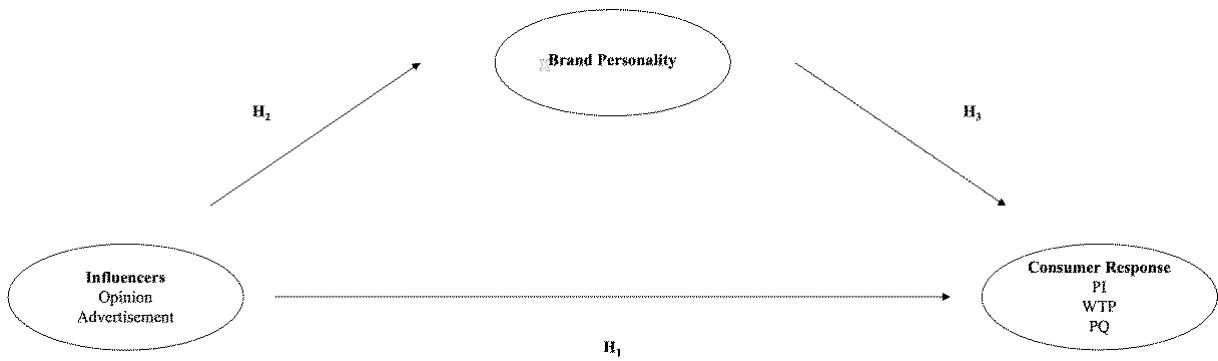 Brand Personality
H₂
H₃
Influencers
Opinion
Advertisement
Consumer Response
PI
WTP
PQ
H₁